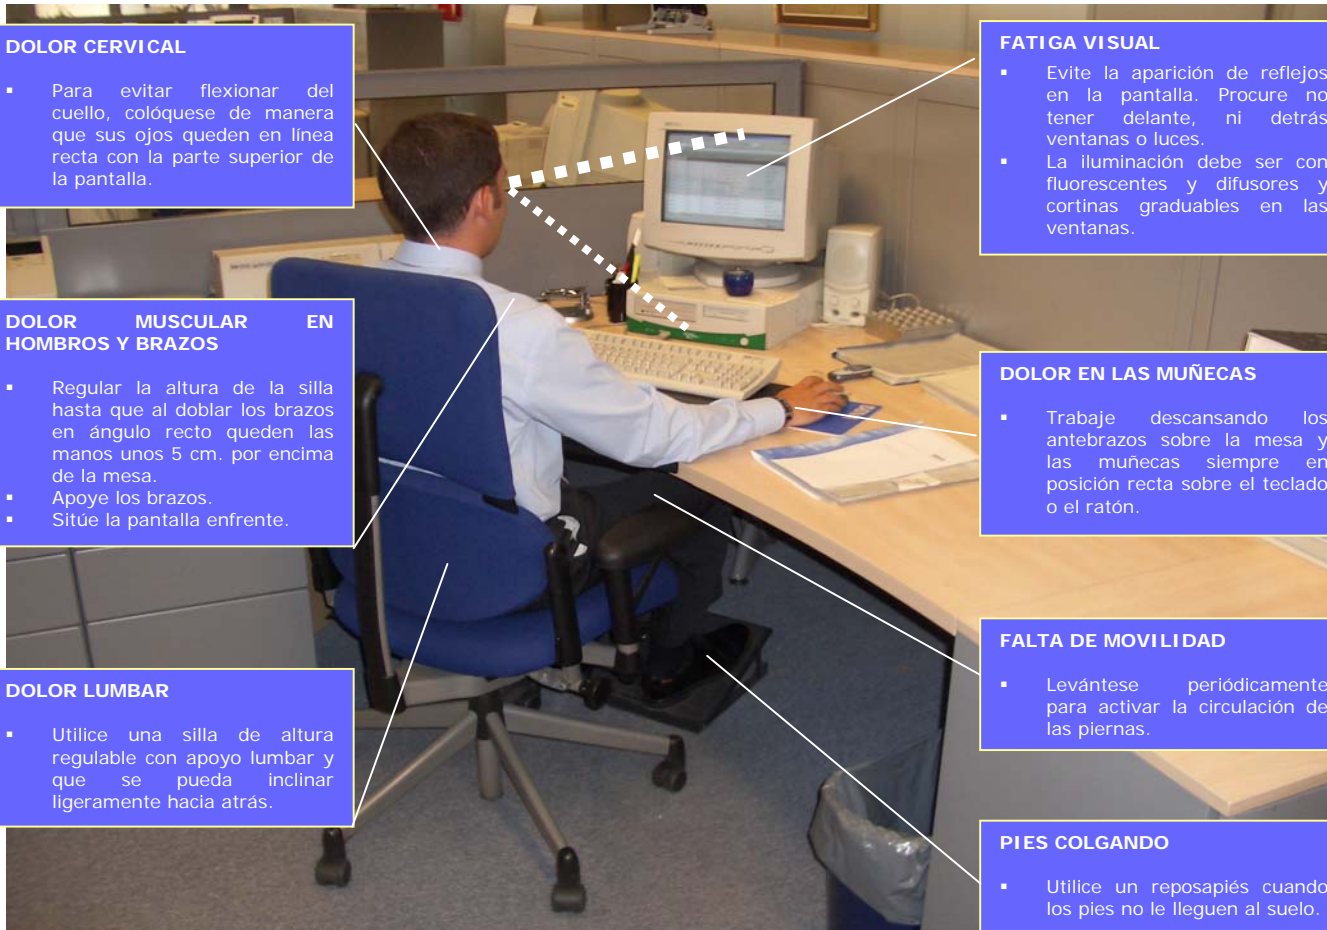 DOLOR CERVICAL
▪ Para evitar flexionar del
cuello, colóquese de manera
que sus ojos queden en línea
recta con la parte superior de
la pantalla.
DOLOR MUSCULAR EN
HOMBROS Y BRAZOS
▪ Regular la altura de la silla
hasta que al doblar los brazos
en ángulo recto queden las
manos unos 5 cm. por encima
de la mesa.
▪ Apoye los brazos.
▪ Sitúe la pantalla enfrente.
DOLOR LUMBAR
▪ Utilice una silla de altura
regulable con apoyo lumbar y
que se pueda inclinar
ligeramente hacia atrás.
FATIGA VISUAL
▪ Evite la aparición de reflejos
en la pantalla. Procure no
tener delante, ni detrás
ventanas o luces.
▪ La iluminación debe ser con
fluorescentes y difusores y
cortinas graduables en las
ventanas.
DOLOR EN LAS MUÑECAS
▪ Trabaje descansando los
antebrazos sobre la mesa y
las muñecas siempre en
posición recta sobre el teclado
o el ratón.
FALTA DE MOVILIDAD
▪ Levántese periódicamente
para activar la circulación de
las piernas.
PIES COLGANDO
▪ Utilice un reposapiés cuando
los pies no le lleguen al suelo.